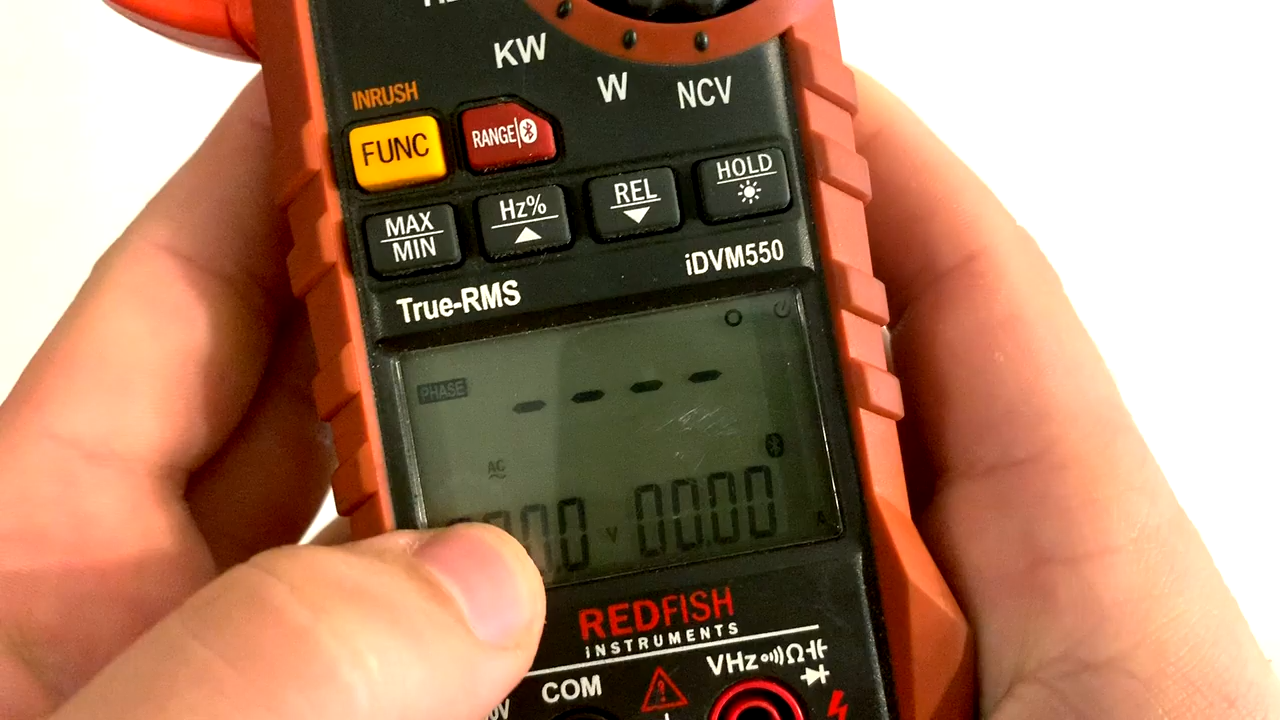 KW
W
NCV
INRUSH
FUNC
RANGE
HOLD
REL
Hz%
MAX
MIN
iDVM550
True-RMS
PHASE
- - - -
AC
V 00.00 A
REDFISH
iNSTRUMENTS
VHz Ω
COM